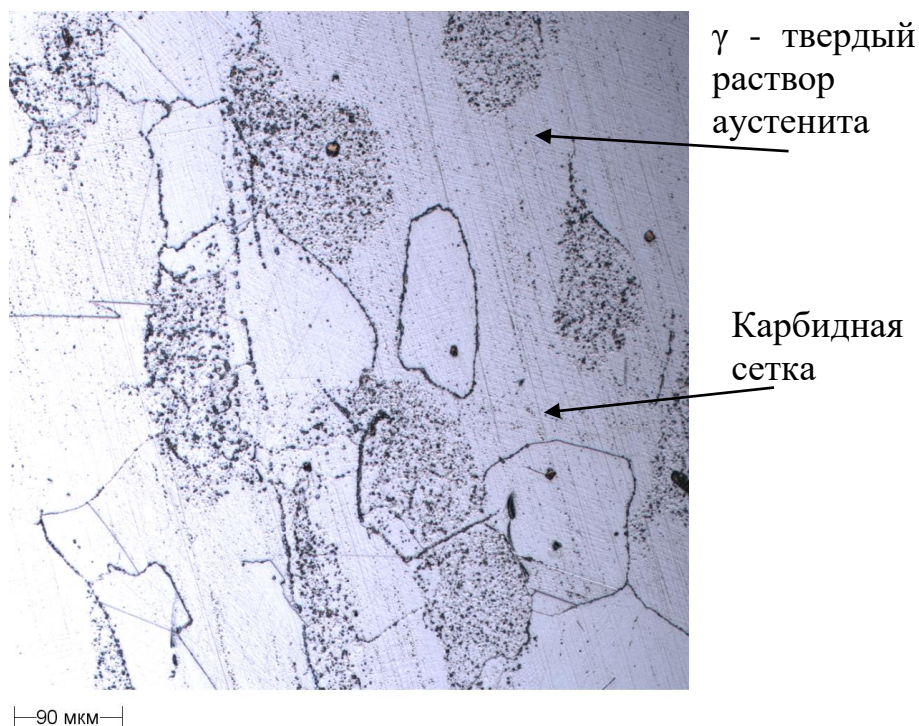 γ - твердый
раствор
аустенита
Карбидная
сетка
90 мкм